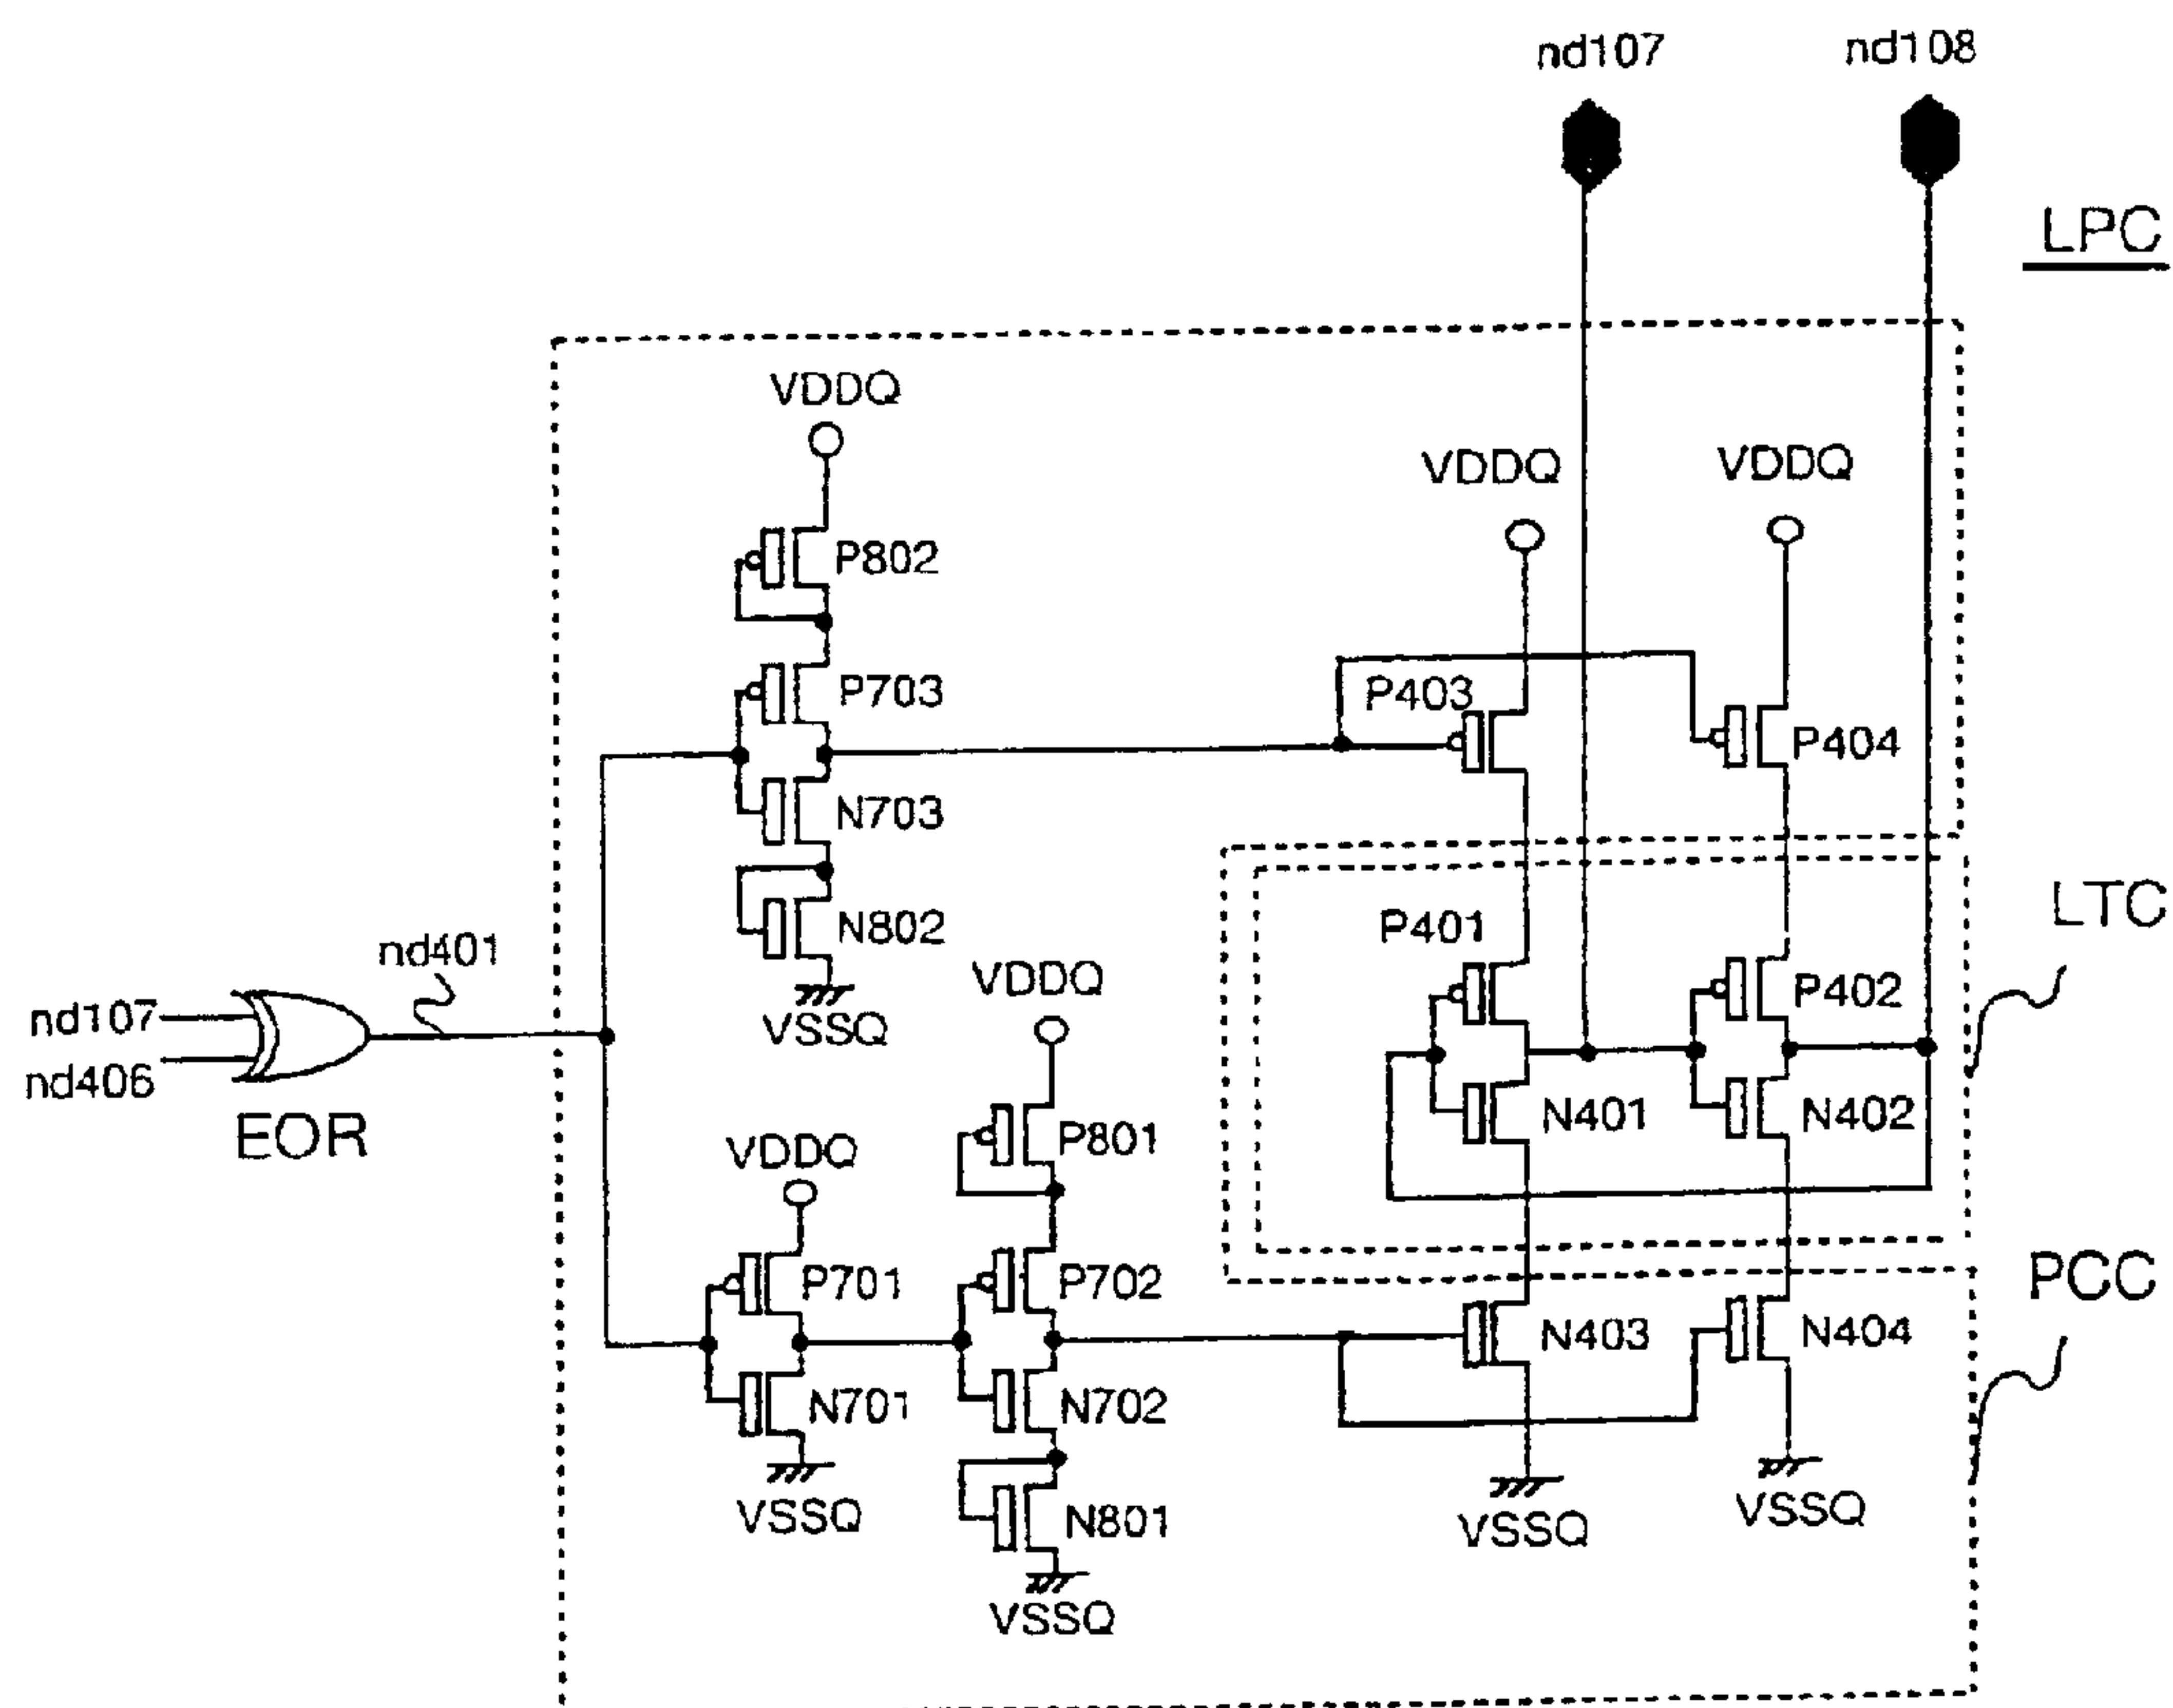 nd107 nd108
LPC
VDDQ
VDDQ VDDQ
P802
P403
P703
P404
N703
LTC
P401
N802
nd401
VDDQ
P402
nd107
VSSQ
nd406
N401 N402
EOR
P801
VDDQ
PCC
P701 P702
N403 N404
N701 N702
VSSQ
N801
VSSQ
VSSQ
VSSQ